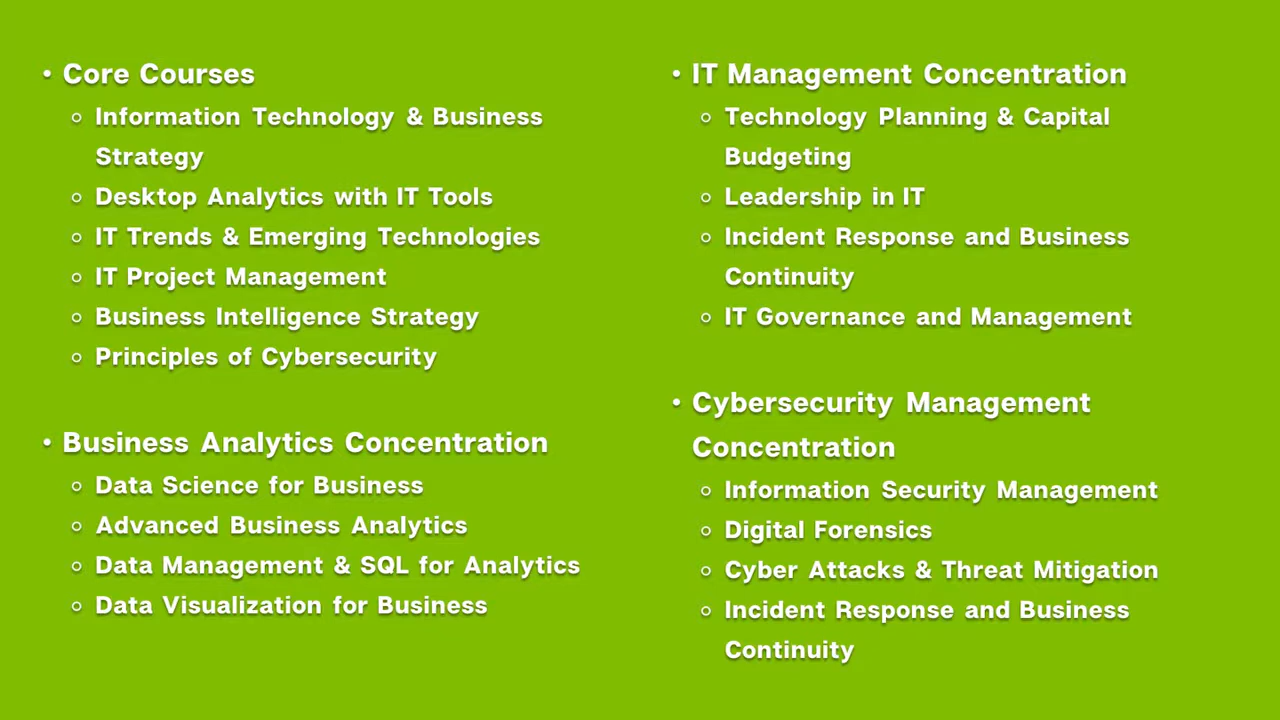 • Core Courses
○ Information Technology & Business
Strategy
○ Desktop Analytics with IT Tools
○ IT Trends & Emerging Technologies
○ IT Project Management
○ Business Intelligence Strategy
○ Principles of Cybersecurity
• Business Analytics Concentration
○ Data Science for Business
○ Advanced Business Analytics
○ Data Management & SQL for Analytics
○ Data Visualization for Business
• IT Management Concentration
○ Technology Planning & Capital
Budgeting
○ Leadership in IT
○ Incident Response and Business
Continuity
○ IT Governance and Management
• Cybersecurity Management
Concentration
○ Information Security Management
○ Digital Forensics
○ Cyber Attacks & Threat Mitigation
○ Incident Response and Business
Continuity